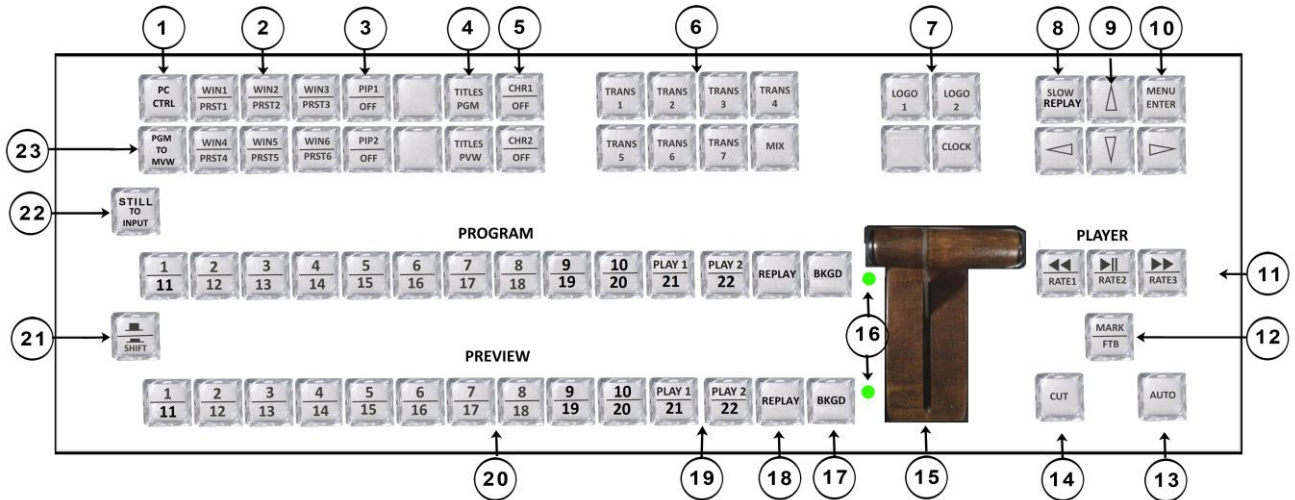 1 2 3 4 5 6 7 8 9 10
PC CTRL WIN1 PRST1 WIN2 PRST2 WIN3 PRST3 PIP1 OFF TITLES PGM CHR1 OFF TRANS 1 TRANS 2 TRANS 3 TRANS 4 LOGO 1 LOGO 2 SLOW REPLAY MENU ENTER
23 PGM TO MVW WIN4 PRST4 WIN5 PRST5 WIN6 PRST6 PIP2 OFF TITLES PVW CHR2 OFF TRANS 5 TRANS 6 TRANS 7 MIX CLOCK
22 STILL TO INPUT
PROGRAM PLAYER
1 2 3 4 5 6 7 8 9 10 PLAY 1 PLAY 2 REPLAY BKGD
11 12 13 14 15 16 17 18 19 20 21 22 RATE1 RATE2 RATE3 11
21 SHIFT 16 MARK FTB 12
PREVIEW
1 2 3 4 5 6 7 8 9 10 PLAY 1 PLAY 2 REPLAY BKGD CUT AUTO
11 12 13 14 15 16 17 18 19 20 21 22
20 19 18 17 15 14 13